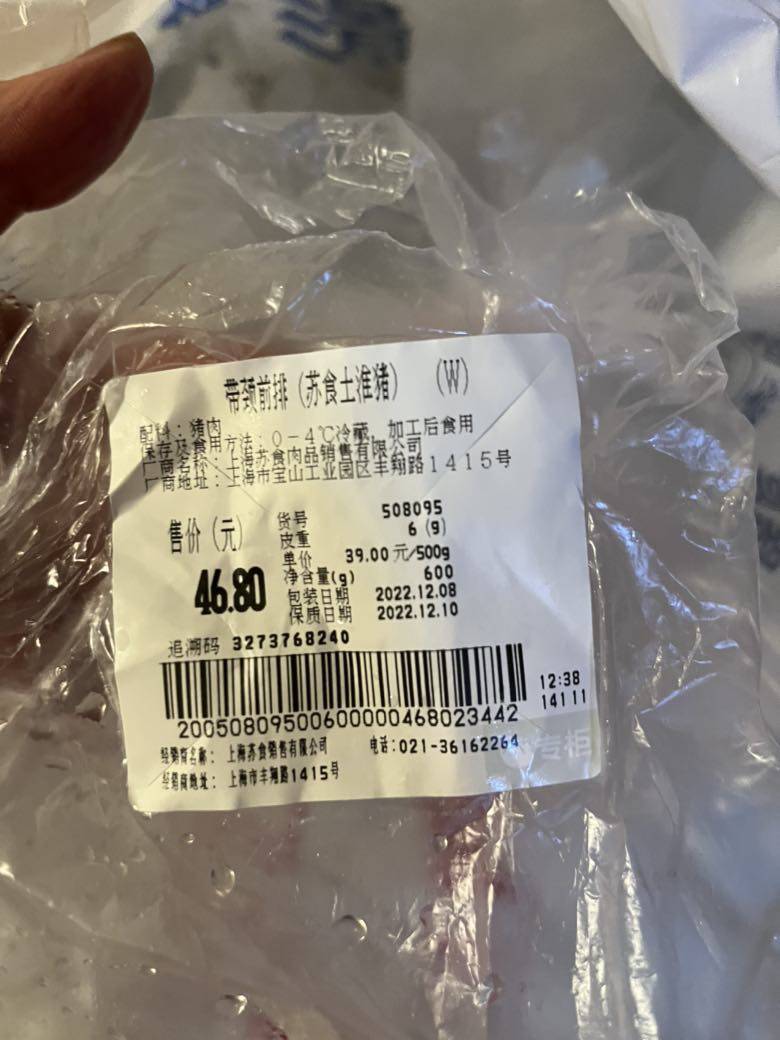 带颈前排（苏食土淮猪） （W）
配料：猪肉
保存及食用方法：0－4℃冷藏，加工后食用
厂商名称：上海苏食肉品销售有限公司
厂商地址：上海市宝山工业园区丰翔路1415号
售价（元）
46.80
货号 508095
皮重 6 (g)
单价 39.00 元/500g
净含量(g) 600
包装日期 2022.12.08
保质日期 2022.12.10
追溯码 3273768240
2005080950060000046802344​2
12:38
14111
经销商名称： 上海苏食销售有限公司 电话：021-36162264
经销商地址： 上海市丰翔路1415号
专柜